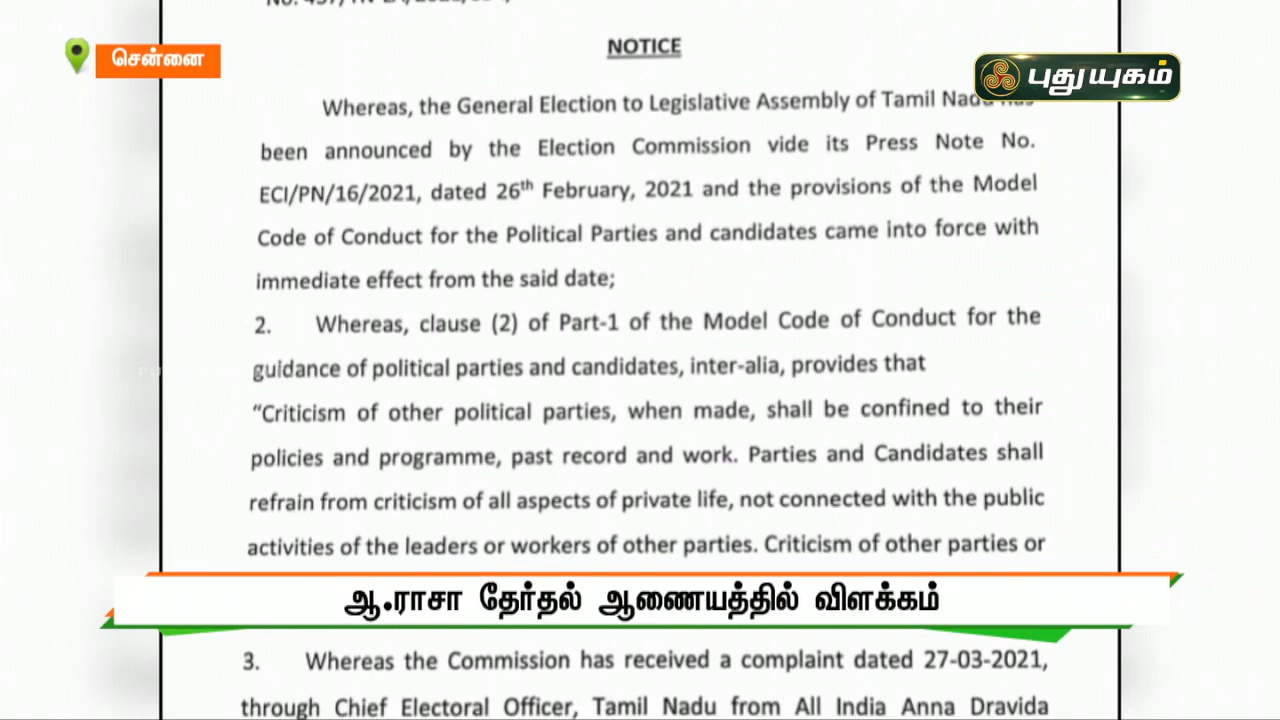 சென்னை
புதுயுகம்
NOTICE
Whereas, the General Election to Legislative Assembly of Tamil Nadu has
been announced by the Election Commission vide its Press Note No.
ECI/PN/16/2021, dated 26th February, 2021 and the provisions of the Model
Code of Conduct for the Political Parties and candidates came into force with
immediate effect from the said date;
2. Whereas, clause (2) of Part-1 of the Model Code of Conduct for the
guidance of political parties and candidates, inter-alia, provides that
“Criticism of other political parties, when made, shall be confined to their
policies and programme, past record and work. Parties and Candidates shall
refrain from criticism of all aspects of private life, not connected with the public
activities of the leaders or workers of other parties. Criticism of other parties or
ஆ.ராசா தேர்தல் ஆணையத்தில் விளக்கம்
3. Whereas the Commission has received a complaint dated 27-03-2021,
through Chief Electoral Officer, Tamil Nadu from All India Anna Dravida